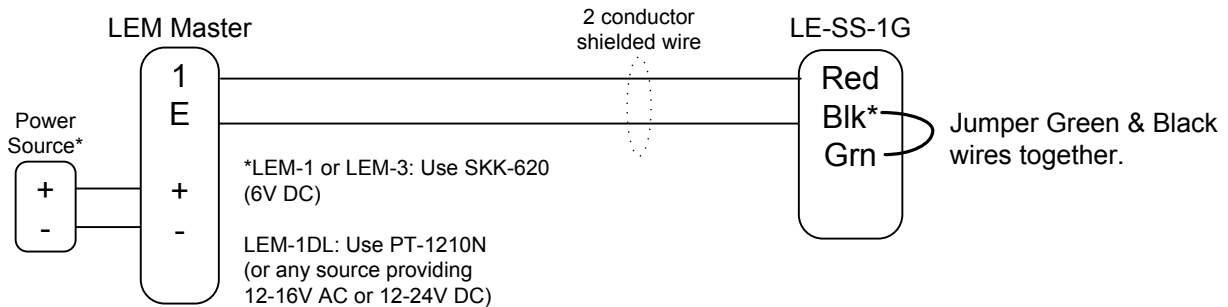 LEM Master
1
E
+
-
Power
Source*
+
-
*LEM-1 or LEM-3: Use SKK-620
(6V DC)
LEM-1DL: Use PT-1210N
(or any source providing
12-16V AC or 12-24V DC)
2 conductor
shielded wire
LE-SS-1G
Red
Blk*
Grn
Jumper Green & Black
wires together.